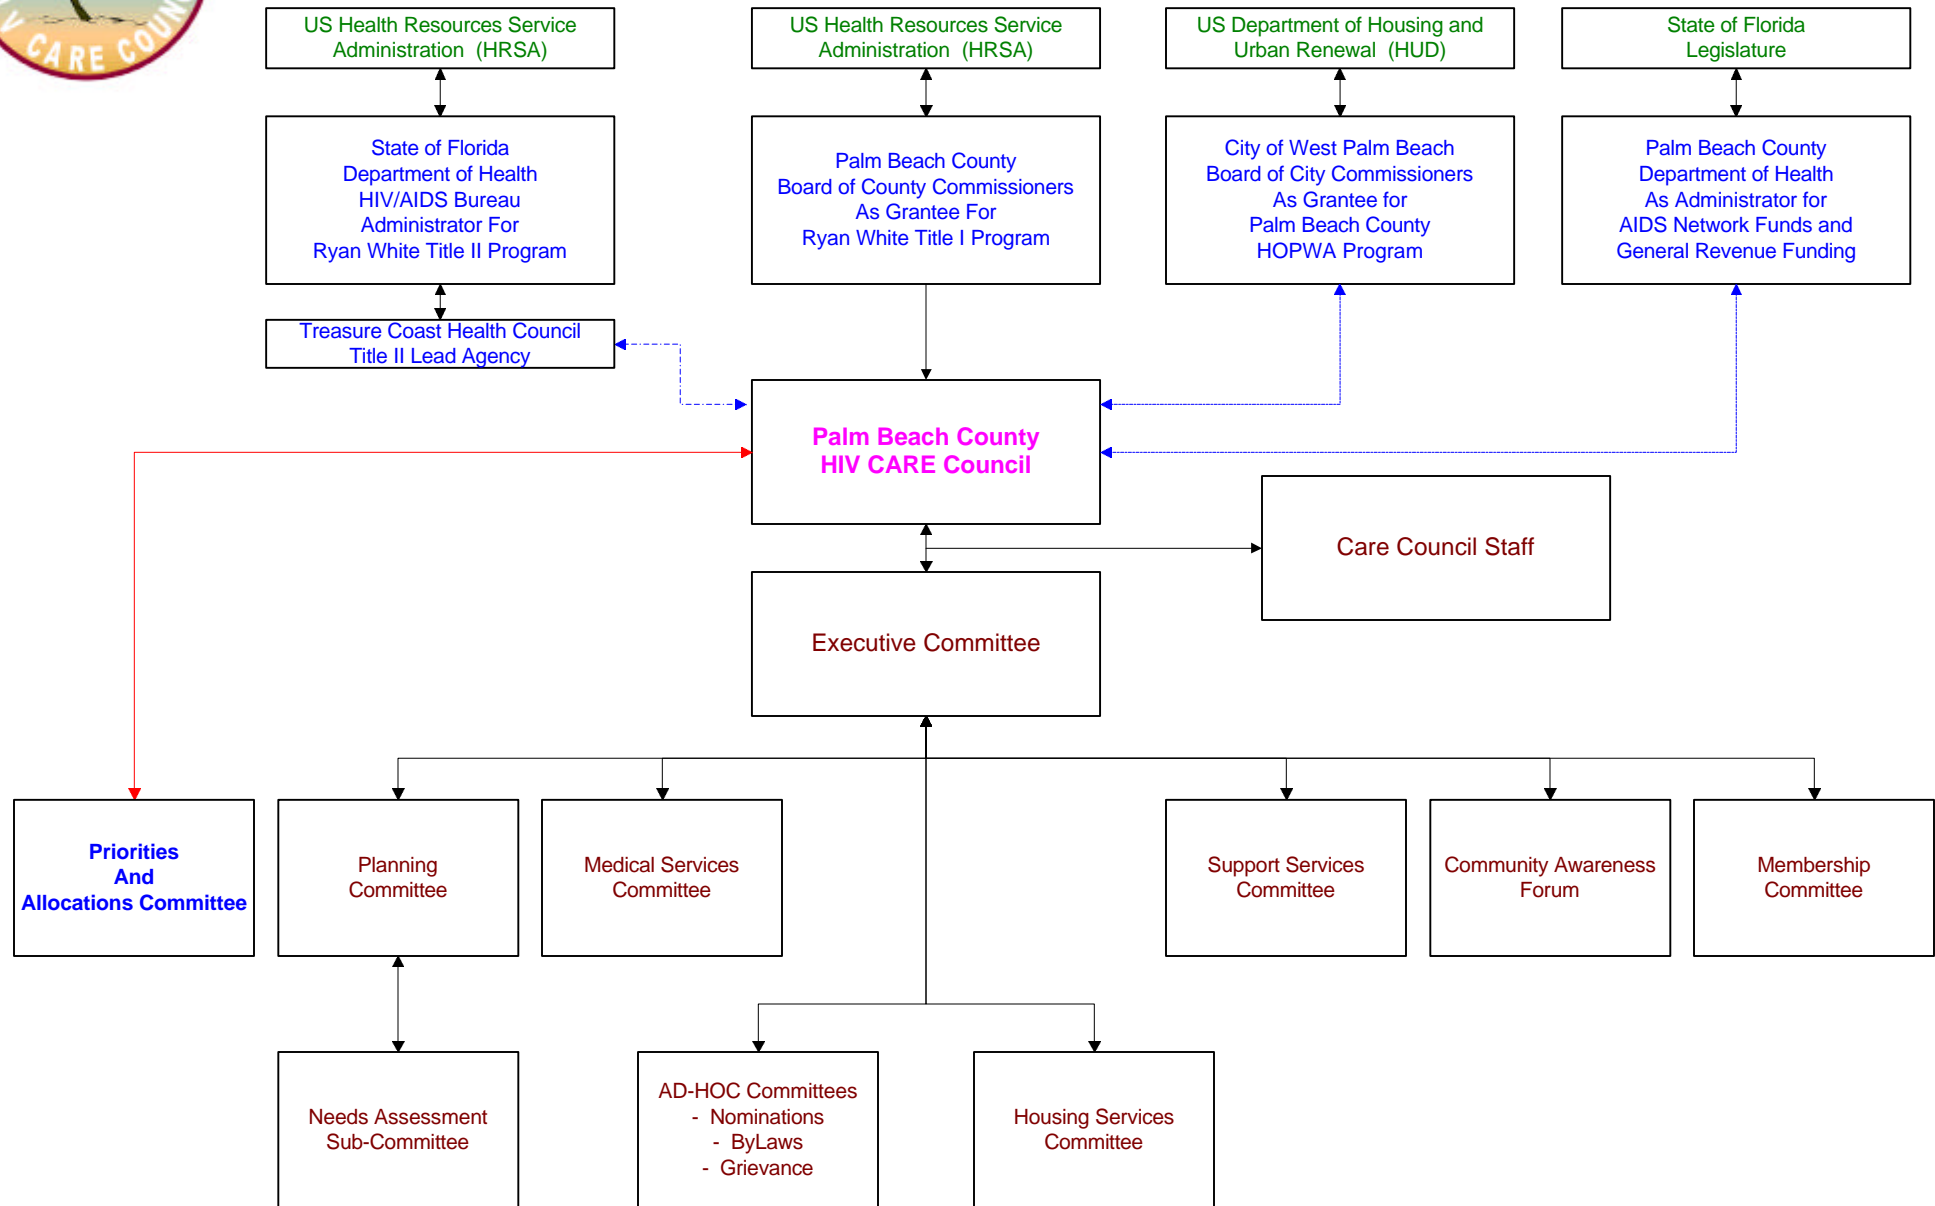 V CARE COUN
US Health Resources Service
Administration (HRSA)
US Health Resources Service
Administration (HRSA)
US Department of Housing and
Urban Renewal (HUD)
State of Florida
Legislature
State of Florida
Department of Health
HIV/AIDS Bureau
Administrator For
Ryan White Title II Program
Palm Beach County
Board of County Commissioners
As Grantee For
Ryan White Title I Program
City of West Palm Beach
Board of City Commissioners
As Grantee for
Palm Beach County
HOPWA Program
Palm Beach County
Department of Health
As Administrator for
AIDS Network Funds and
General Revenue Funding
Treasure Coast Health Council
Title II Lead Agency
Palm Beach County
HIV CARE Council
Care Council Staff
Executive Committee
Priorities
And
Allocations Committee
Planning
Committee
Medical Services
Committee
Support Services
Committee
Community Awareness
Forum
Membership
Committee
Needs Assessment
Sub-Committee
AD-HOC Committees
- Nominations
- ByLaws
- Grievance
Housing Services
Committee